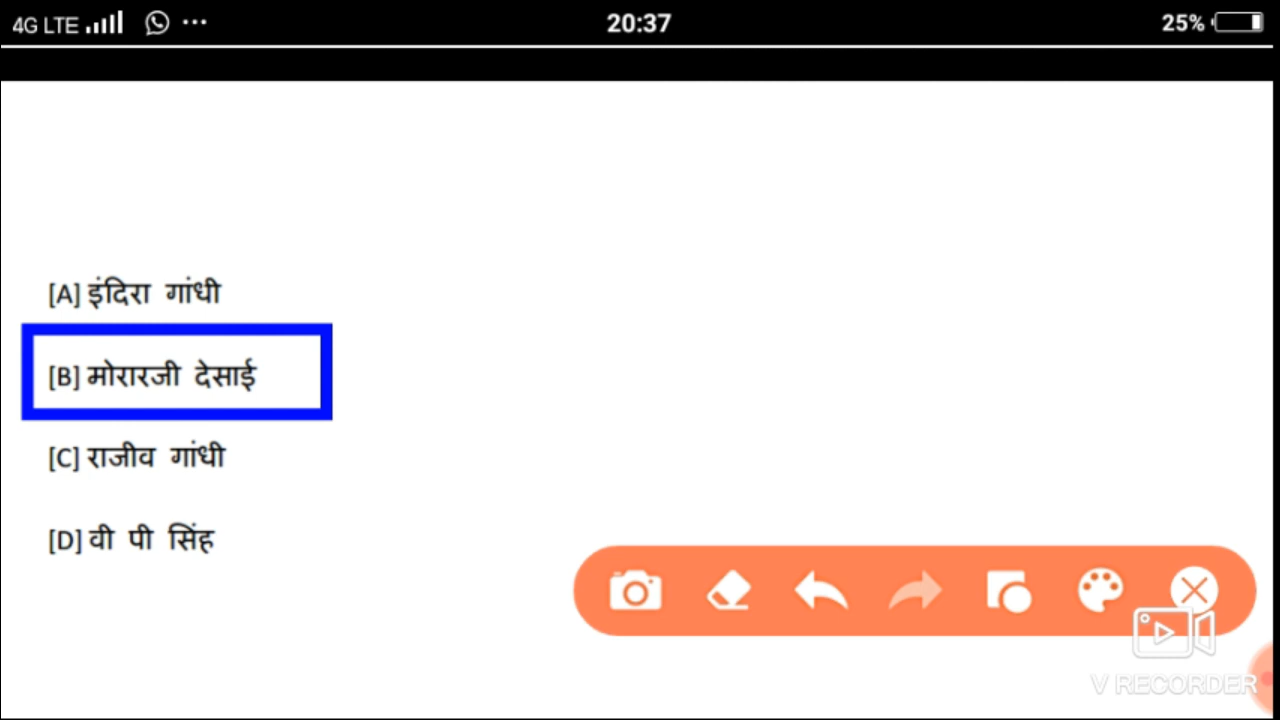 4G LTE 20:37 25%
[A] इंदिरा गांधी
[B] मोरारजी देसाई
[C] राजीव गांधी
[D] वी पी सिंह
V RECORDER